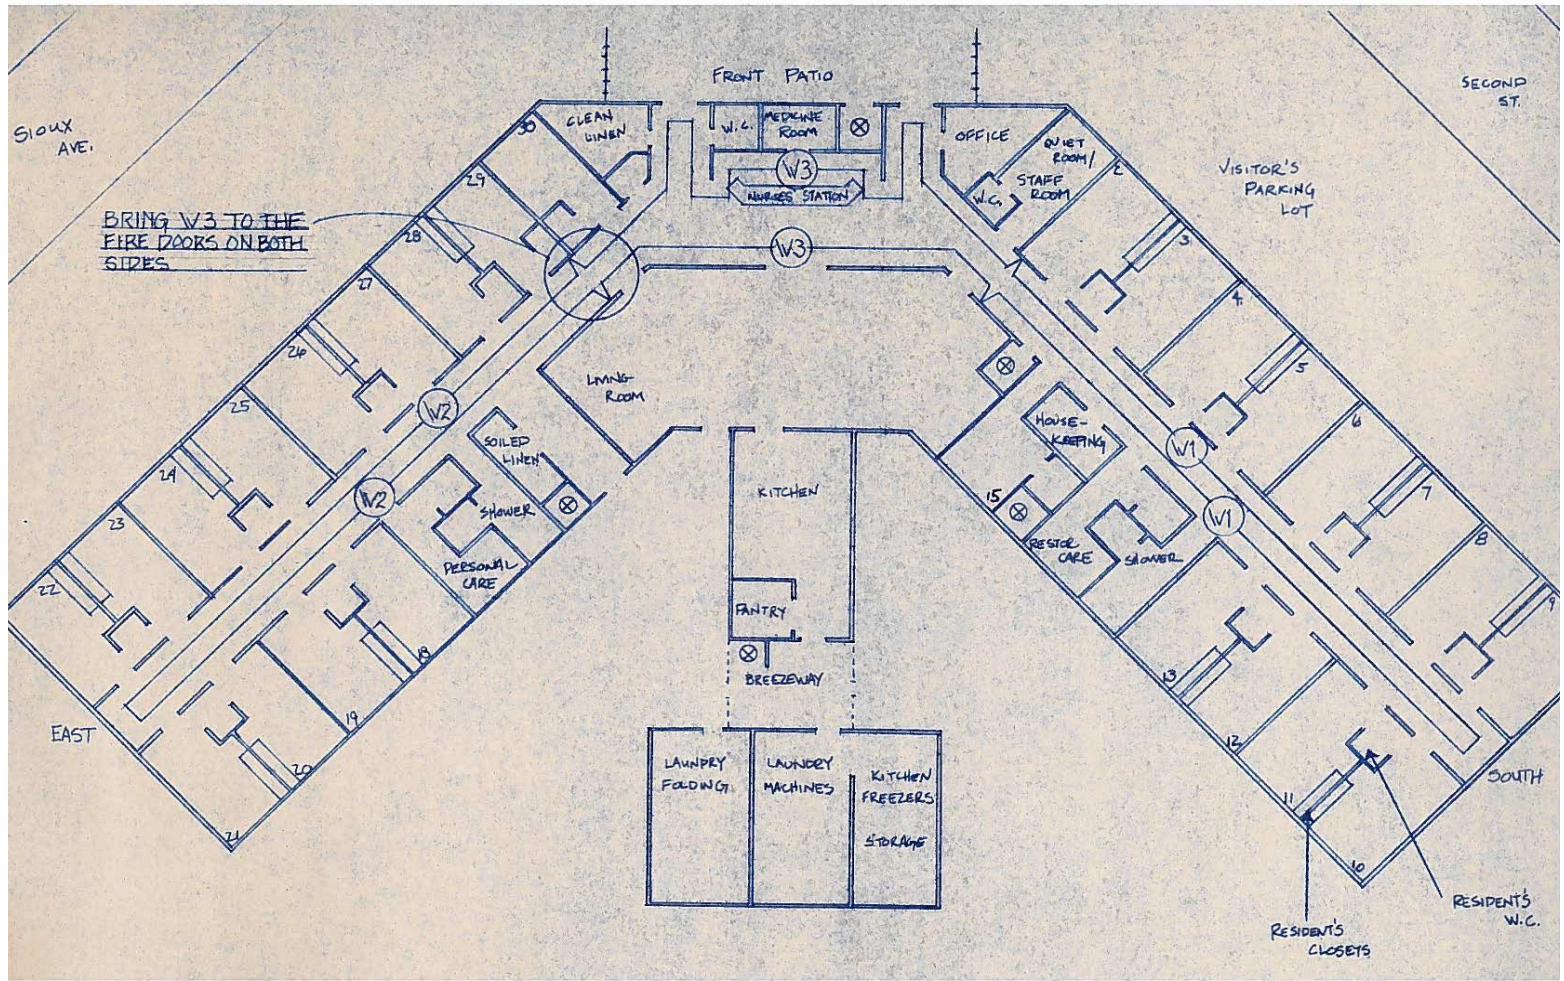 FRONT PATIO
SECOND
ST.
SIOUX
AVE.
VISITOR'S
PARKING
LOT
BRING W3 TO THE
FIRE DOORS ON BOTH
SIDES
30
CLEAN
LINEN
W.C.
MEDICINE
ROOM
OFFICE
QUIET
ROOM/
STAFF
ROOM
W.C.
W3
NURSES STATION
W3
29
28
27
26
25
24
23
22
2
3
4
5
6
7
8
9
LIVING
ROOM
W2
W2
SOILED
LINEN
SHOWER
PERSONAL
CARE
KITCHEN
PANTRY
BREEZEWAY
HOUSE-
KEEPING
15
RESTOR
CARE
SHOWER
W1
W1
18
19
20
21
EAST
13
12
11
10
SOUTH
LAUNDRY
FOLDING
LAUNDRY
MACHINES
KITCHEN
FREEZERS
STORAGE
RESIDENT'S
W.C.
RESIDENT'S
CLOSETS